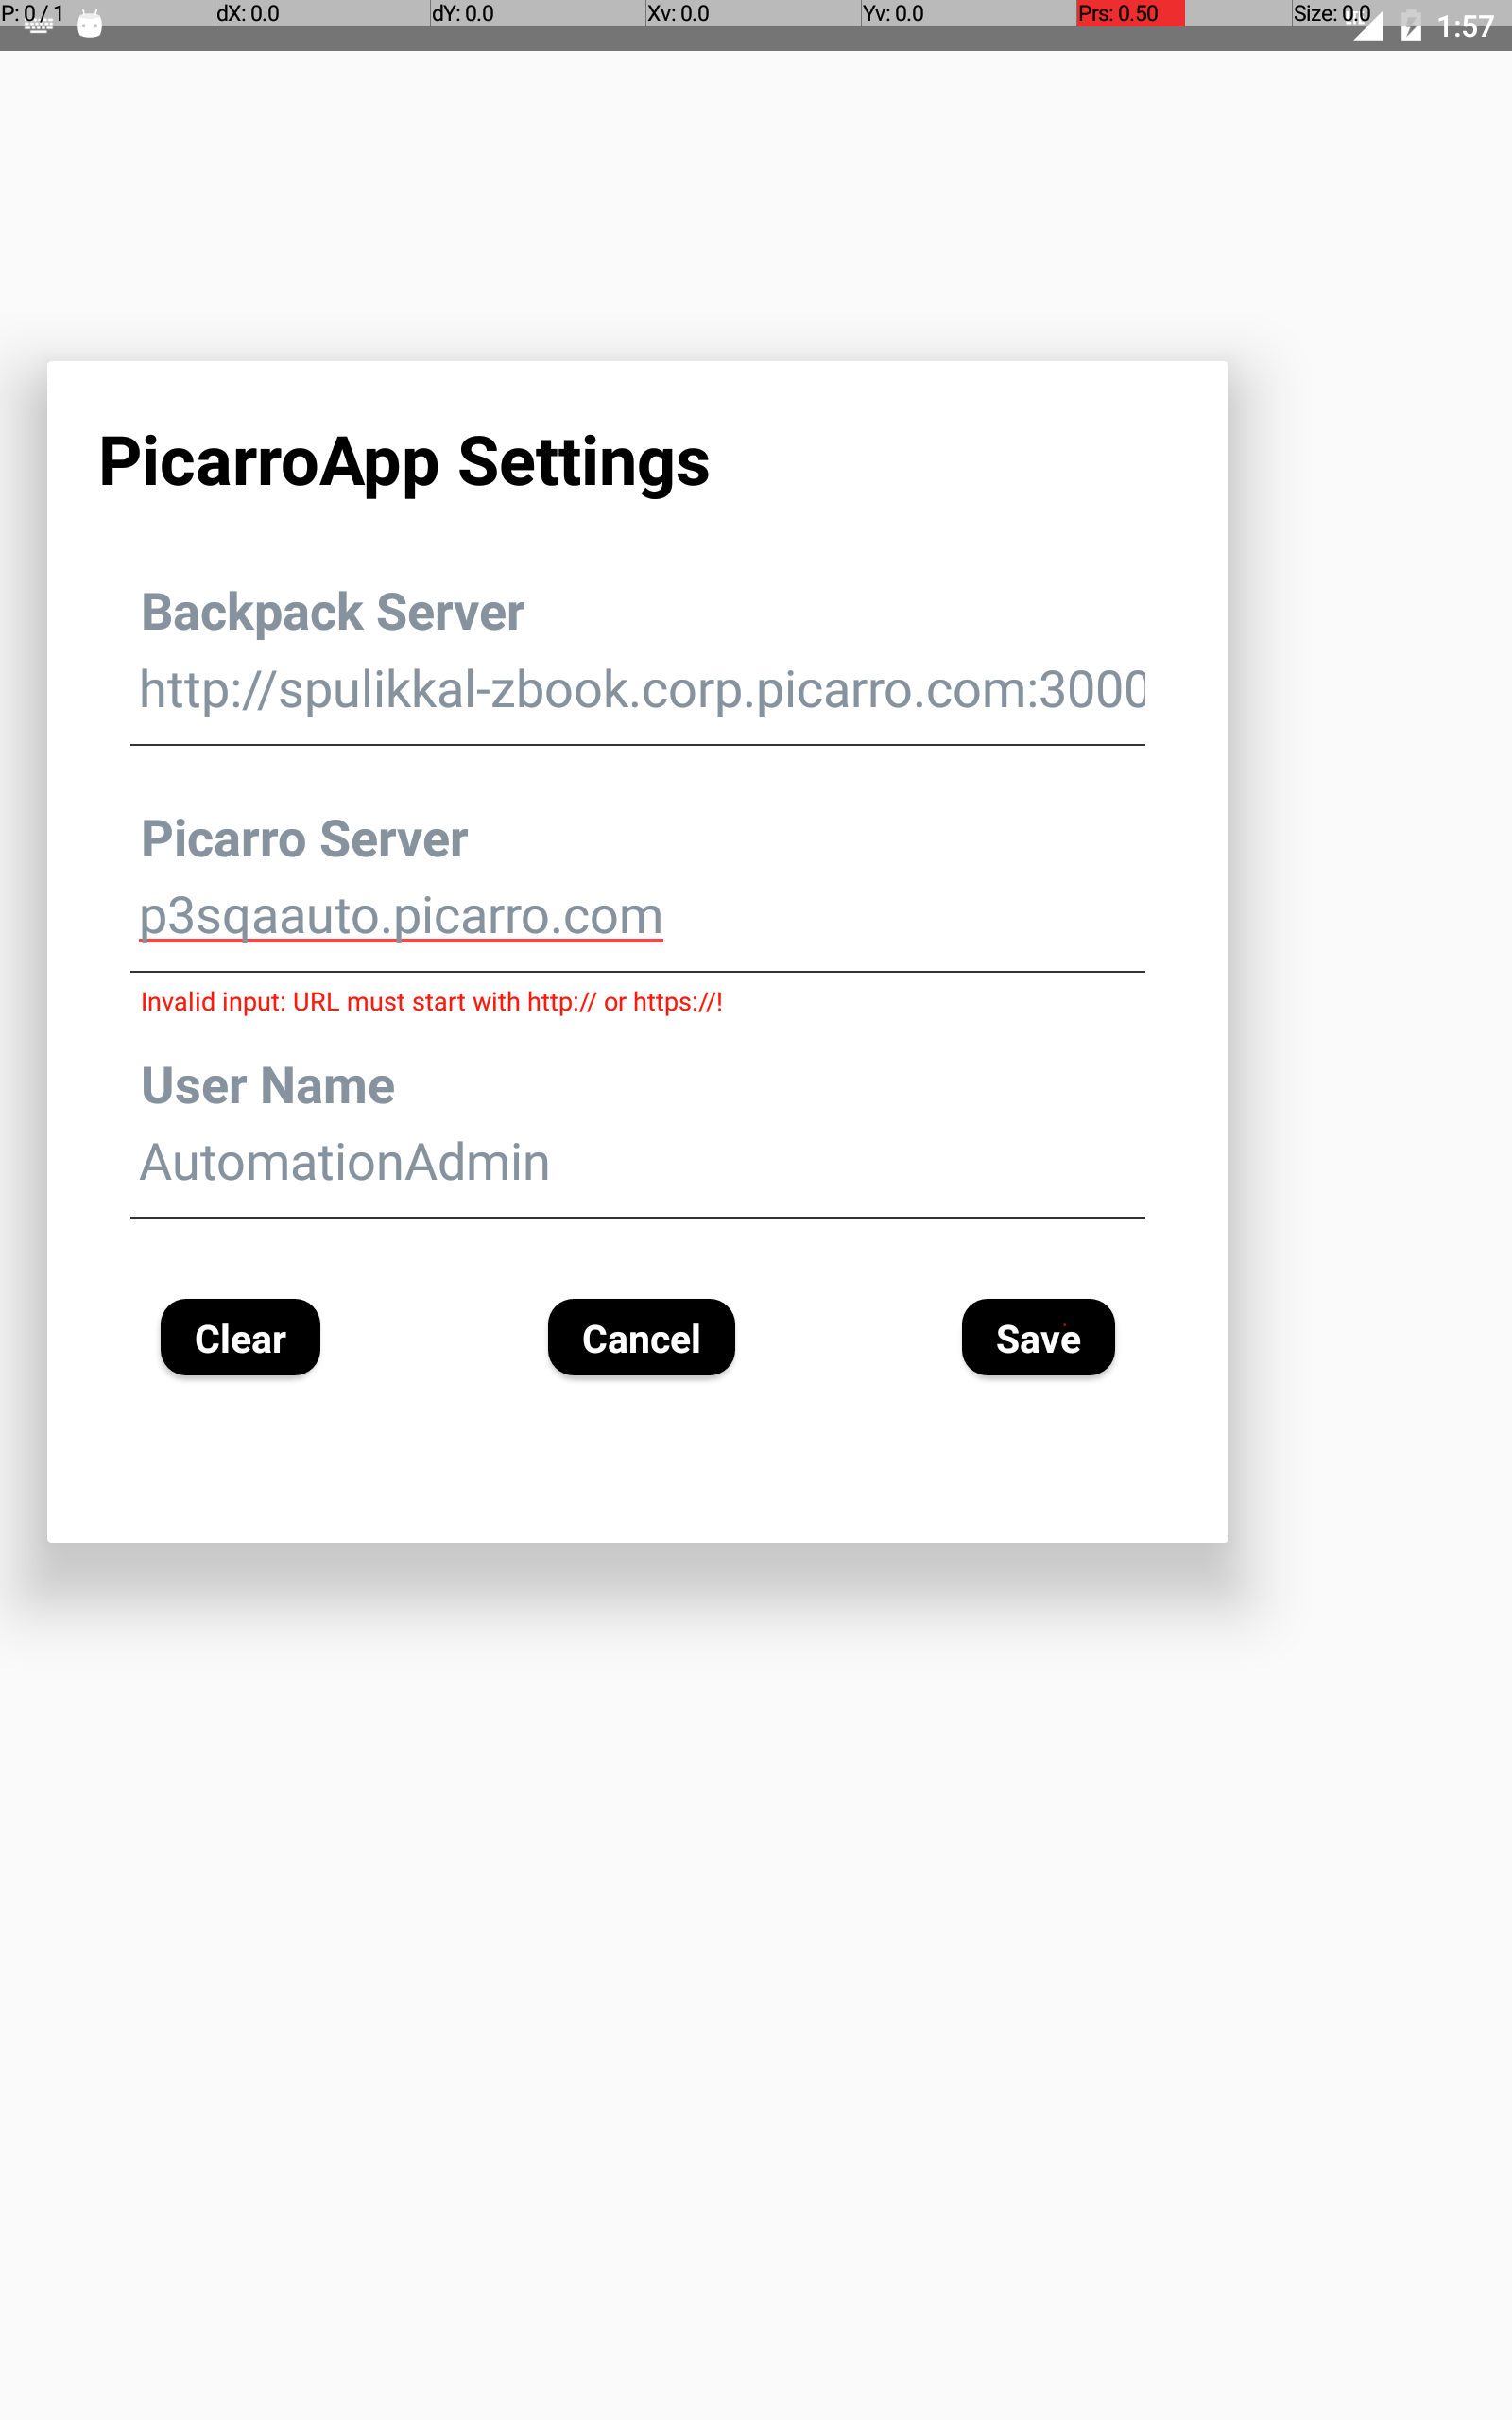 P: 0 / 1 dX: 0.0 dY: 0.0 Xv: 0.0 Yv: 0.0 Prs: 0.50 Size: 0.0
1:57
PicarroApp Settings
Backpack Server
http://spulikkal-zbook.corp.picarro.com:3000
Picarro Server
p3sqaauto.picarro.com
Invalid input: URL must start with http:// or https://!
User Name
AutomationAdmin
Clear Cancel Save